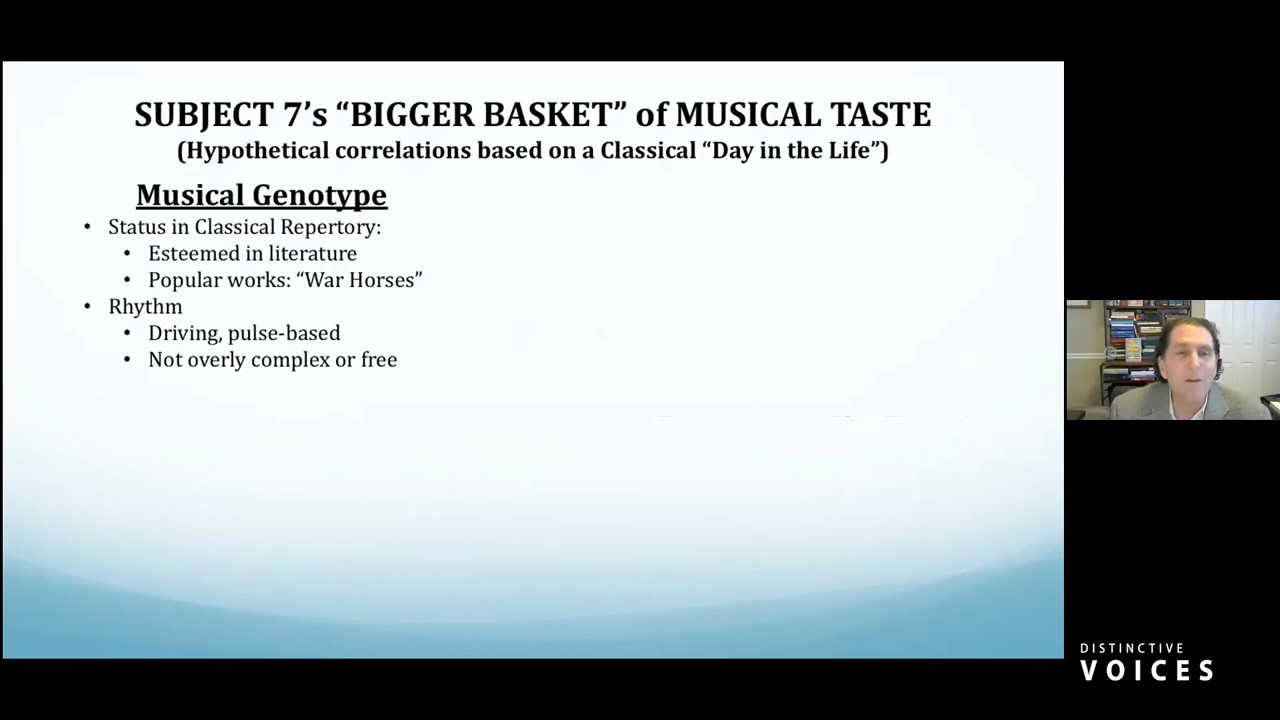 SUBJECT 7’s “BIGGER BASKET” of MUSICAL TASTE
(Hypothetical correlations based on a Classical “Day in the Life”)
Musical Genotype
• Status in Classical Repertory:
• Esteemed in literature
• Popular works: “War Horses”
• Rhythm
• Driving, pulse-based
• Not overly complex or free
DISTINCTIVE
VOICES